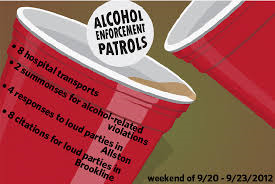 ALCOHOL
ENFORCEMENT
PATROLS
• 8 hospital transports
• 2 summonses for alcohol-related
violations
• 4 responses to loud parties in
Allston
• 8 citations for loud parties in
Brookline
weekend of 9/20 - 9/23/2012